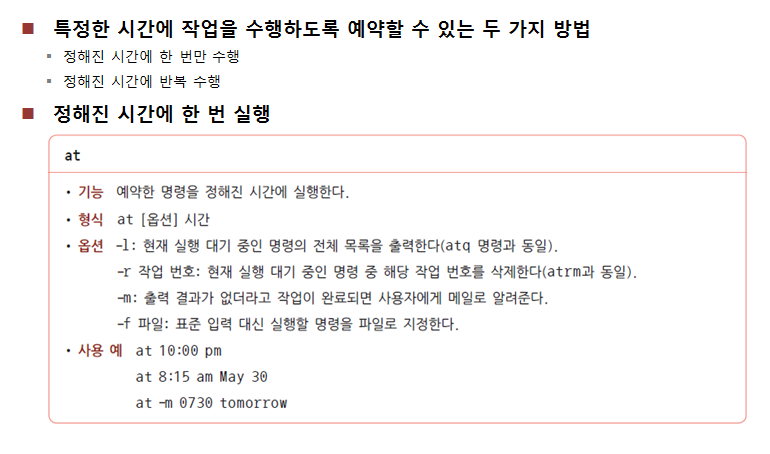 ■ 특정한 시간에 작업을 수행하도록 예약할 수 있는 두 가지 방법
▪ 정해진 시간에 한 번만 수행
▪ 정해진 시간에 반복 수행
■ 정해진 시간에 한 번 실행
at
• 기능 예약한 명령을 정해진 시간에 실행한다.
• 형식 at [옵션] 시간
• 옵션 -l: 현재 실행 대기 중인 명령의 전체 목록을 출력한다(atq 명령과 동일).
-r 작업 번호: 현재 실행 대기 중인 명령 중 해당 작업 번호를 삭제한다(atrm과 동일).
-m: 출력 결과가 없더라고 작업이 완료되면 사용자에게 메일로 알려준다.
-f 파일: 표준 입력 대신 실행할 명령을 파일로 지정한다.
• 사용 예 at 10:00 pm
at 8:15 am May 30
at -m 0730 tomorrow